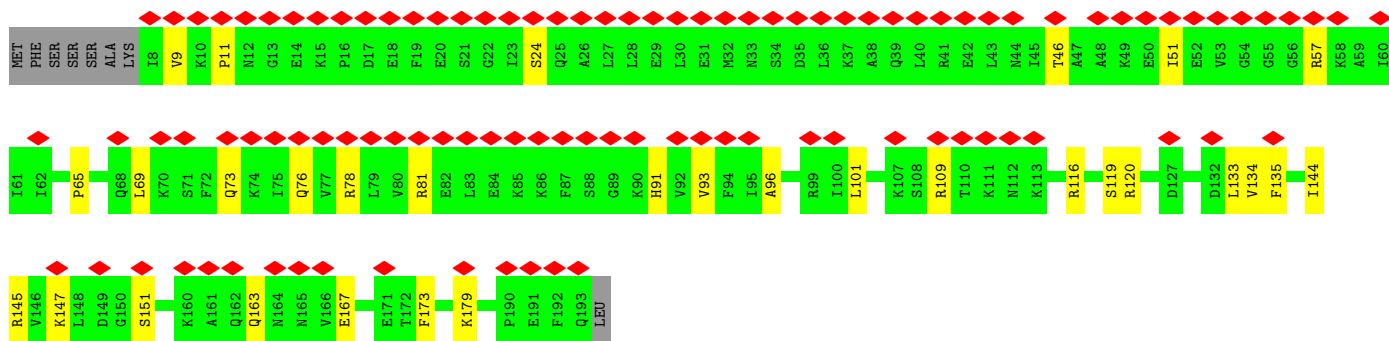 MET PHE SER SER SER ALA LYS I8 V9 K10 P11 N12 G13 E14 K15 P16 D17 E18 F19 E20 S21 G22 I23 S24 Q25 A26 L27 L28 E29 L30 E31 M32 N33 S34 D35 L36 K37 A38 Q39 L40 R41 E42 L43 N44 I45 T46 A47 A48 K49 E50 I51 E52 V53 G54 G55 G56 R57 K58 A59 I60
I61 I62 P65 Q68 L69 K70 S71 F72 Q73 K74 I75 Q76 V77 R78 L79 V80 R81 E82 L83 E84 K85 K86 F87 S88 G89 K90 H91 V92 V93 F94 I95 A96 R99 I100 L101 K107 S108 R109 T110 K111 N112 K113 R116 S119 R120 D127 D132 L133 V134 F135 I144
R145 V146 K147 L148 D149 G150 S151 K160 A161 Q162 Q163 N164 N165 V166 E167 E171 T172 F173 K179 P190 E191 F192 Q193 LEU